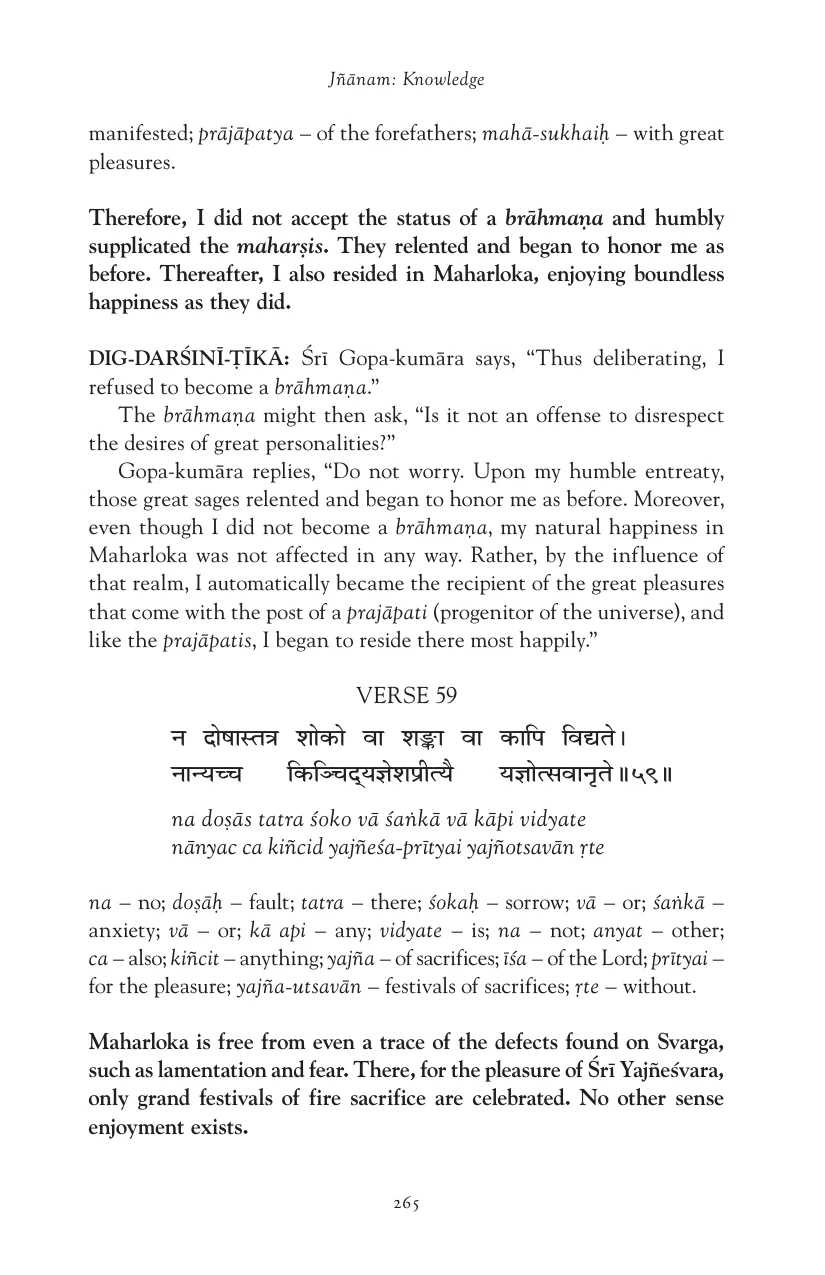 Jñānam: Knowledge
manifested; prājāpatya – of the forefathers; mahā-sukhaiḥ – with great
pleasures.
Therefore, I did not accept the status of a brāhmaṇa and humbly
supplicated the maharṣis. They relented and began to honor me as
before. Thereafter, I also resided in Maharloka, enjoying boundless
happiness as they did.
DIG-DARŚINĪ-ṬĪKĀ: Śrī Gopa-kumāra says, “Thus deliberating, I
refused to become a brāhmaṇa.”
The brāhmaṇa might then ask, “Is it not an offense to disrespect
the desires of great personalities?”
Gopa-kumāra replies, “Do not worry. Upon my humble entreaty,
those great sages relented and began to honor me as before. Moreover,
even though I did not become a brāhmaṇa, my natural happiness in
Maharloka was not affected in any way. Rather, by the influence of
that realm, I automatically became the recipient of the great pleasures
that come with the post of a prajāpati (progenitor of the universe), and
like the prajāpatis, I began to reside there most happily.”
VERSE 59
न दोषास्तत्र शोको वा शङ्का वा कापि विद्यते।
नान्यच्च किञ्चिद्यज्ञेशप्रीत्यै यज्ञोत्सवानृते॥५९॥
na doṣās tatra śoko vā śaṅkā vā kāpi vidyate
nānyac ca kiñcid yajñeśa-prītyai yajñotsavān ṛte
na – no; doṣāḥ – fault; tatra – there; śokaḥ – sorrow; vā – or; śaṅkā –
anxiety; vā – or; kā api – any; vidyate – is; na – not; anyat – other;
ca – also; kiñcit – anything; yajña – of sacrifices; īśa – of the Lord; prītyai –
for the pleasure; yajña-utsavān – festivals of sacrifices; ṛte – without.
Maharloka is free from even a trace of the defects found on Svarga,
such as lamentation and fear. There, for the pleasure of Śrī Yajñeśvara,
only grand festivals of fire sacrifice are celebrated. No other sense
enjoyment exists.
265